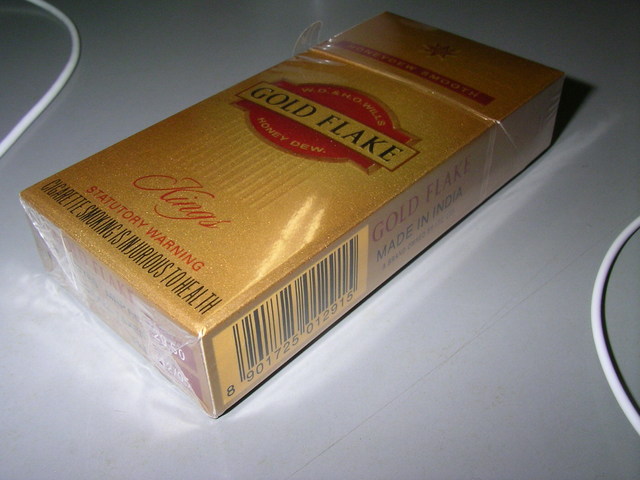 HONEYDEW SMOOTH
W.D. & H.O. WILLS
GOLD FLAKE
HONEY DEW
Kings
STATUTORY WARNING
CIGARETTE SMOKING IS INJURIOUS TO HEALTH
GOLD FLAKE
MADE IN INDIA
8 901725 012915